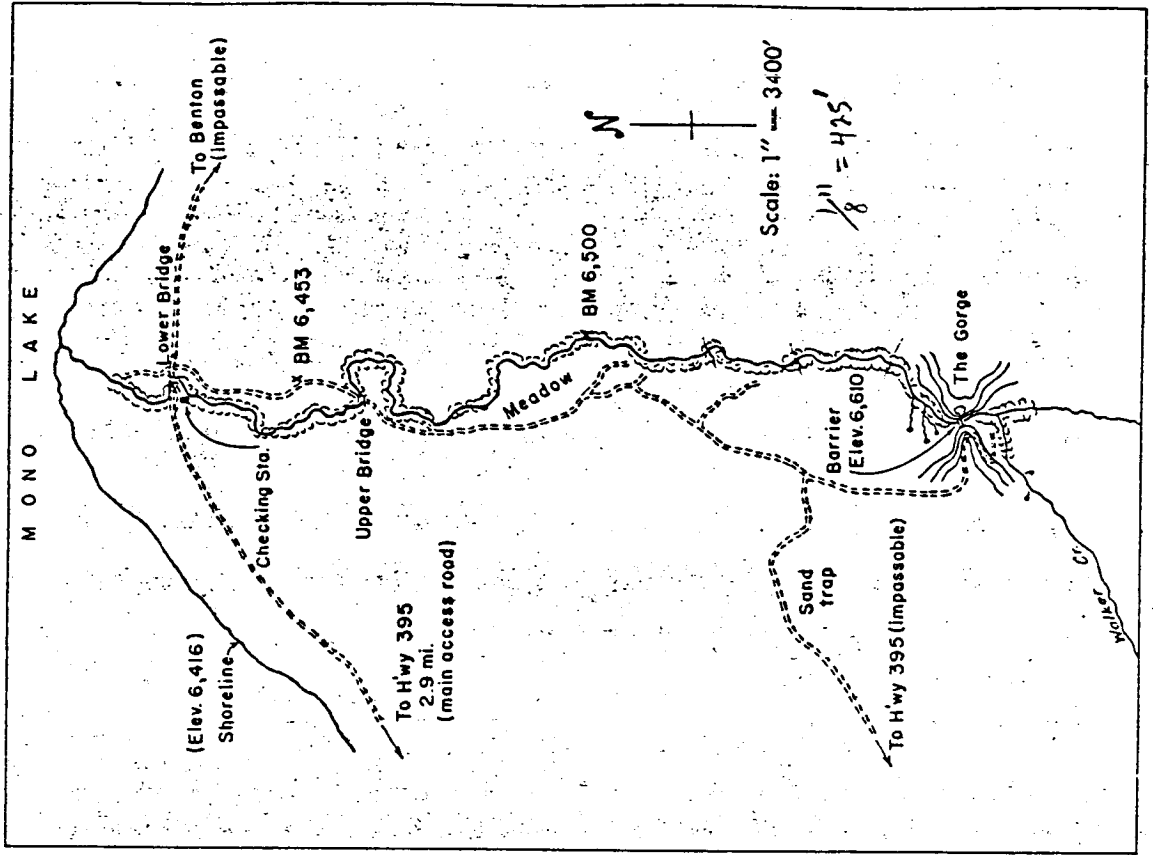 MONO LAKE
To Benton
(Impassable)
Lower Bridge
BM 6,453
(Elev. 6,416)
Shoreline
Checking Sta.
Upper Bridge
To H'wy 395
2.9 mi.
(main access road)
Meadow
BM 6,500
N
Scale: 1" — 3400'
1/8" = 425'
Barrier
Elev. 6,610
The Gorge
Sand
trap
To H'wy 395 (Impassable)
Walker Cr.